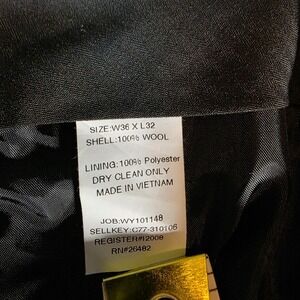 SIZE:W36 X L32
SHELL:100% WOOL
LINING:100% Polyester
DRY CLEAN ONLY
MADE IN VIETNAM
JOB:WY101148
SELLKEY:C77-310106
REGISTER#12008
RN#26482